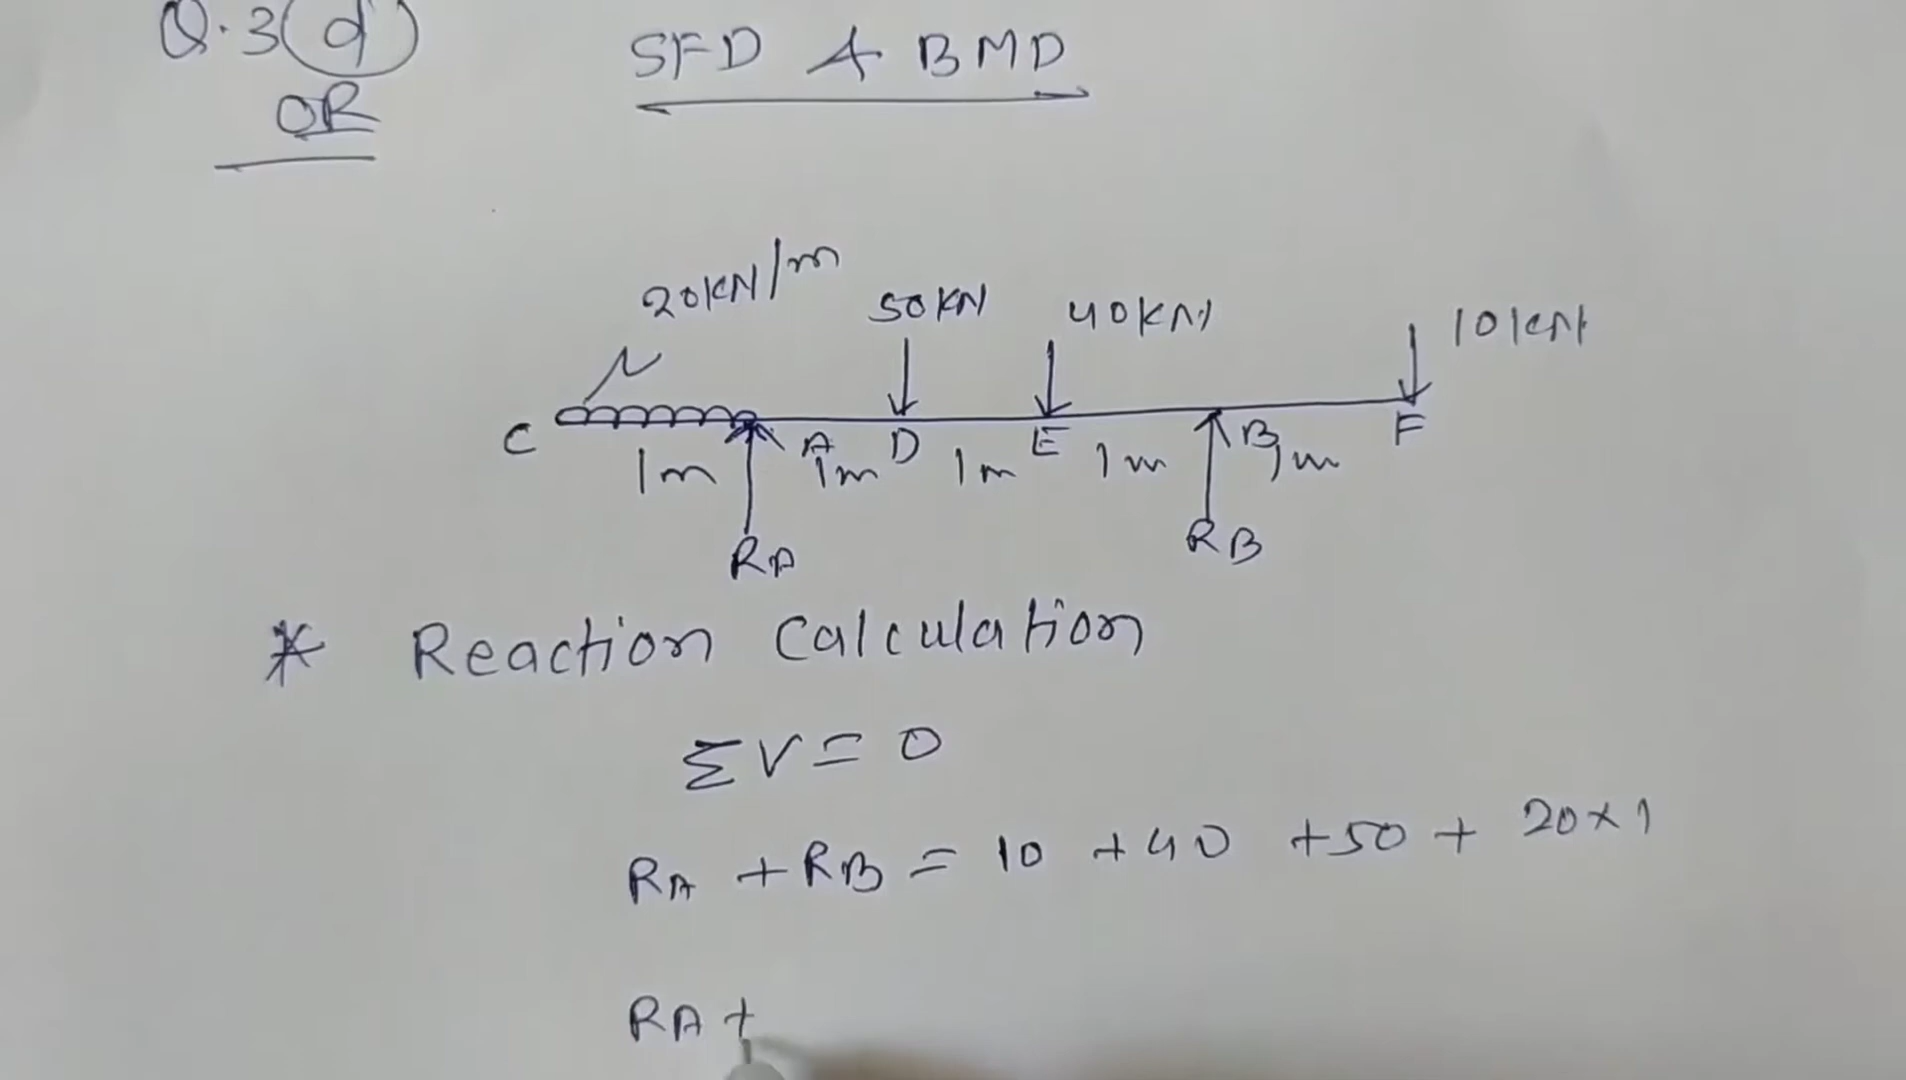 Q.3(d) SFD & BMD
OR
20kN/m
50kN 40kN 10kN
C A D E B F
1m 1m 1m 1m 1m
RA RB
* Reaction Calculation
ΣV=0
RA +RB = 10 +40 +50 + 20×1
RA +